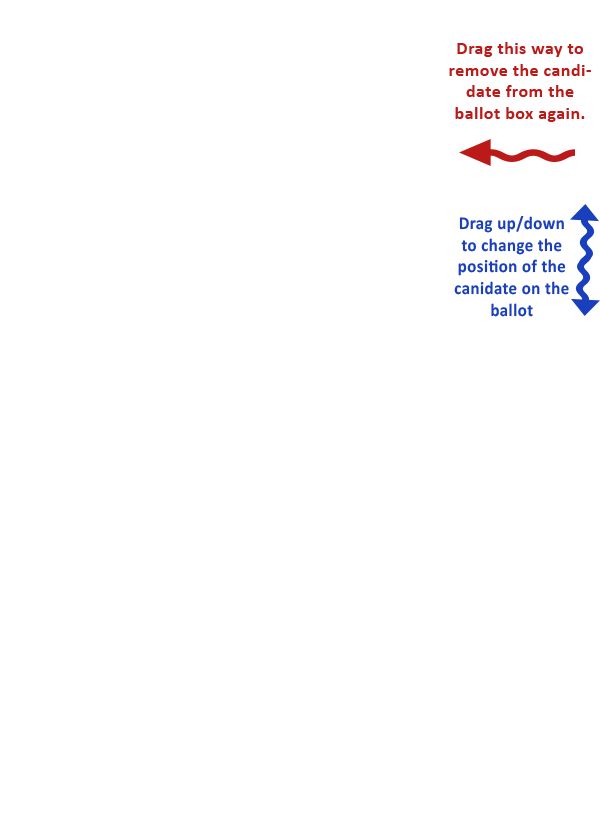 Drag this way to
remove the candi-
date from the
ballot box again.
Drag up/down
to change the
position of the
canidate on the
ballot